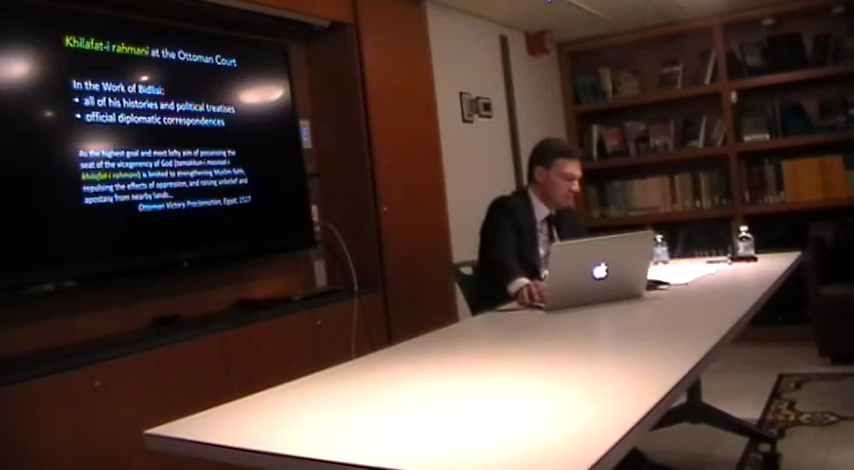 Khilafat-i rahmani at the Ottoman Court
In the Work of Bidlisi:
• all of his histories and political treatises
• official diplomatic correspondences
As the highest goal and most lofty aim of possessing the
seat of the vicegerency of God (tamakkun-i masnad-i
khilafat-i rahmani) is limited to strengthening Muslim faith,
repulsing the effects of oppression, and raising unbelief and
apostasy from nearby lands...
Ottoman Victory Proclamation, Egypt, 1517